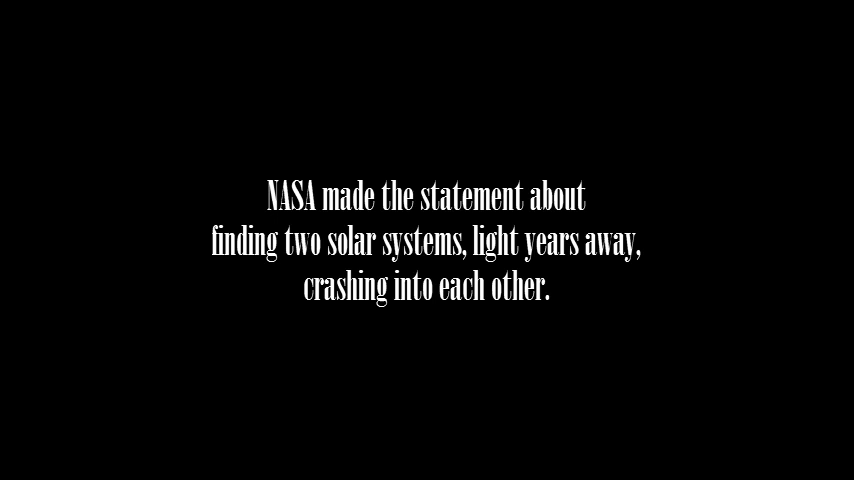 NASA made the statement about
finding two solar systems, light years away,
crashing into each other.